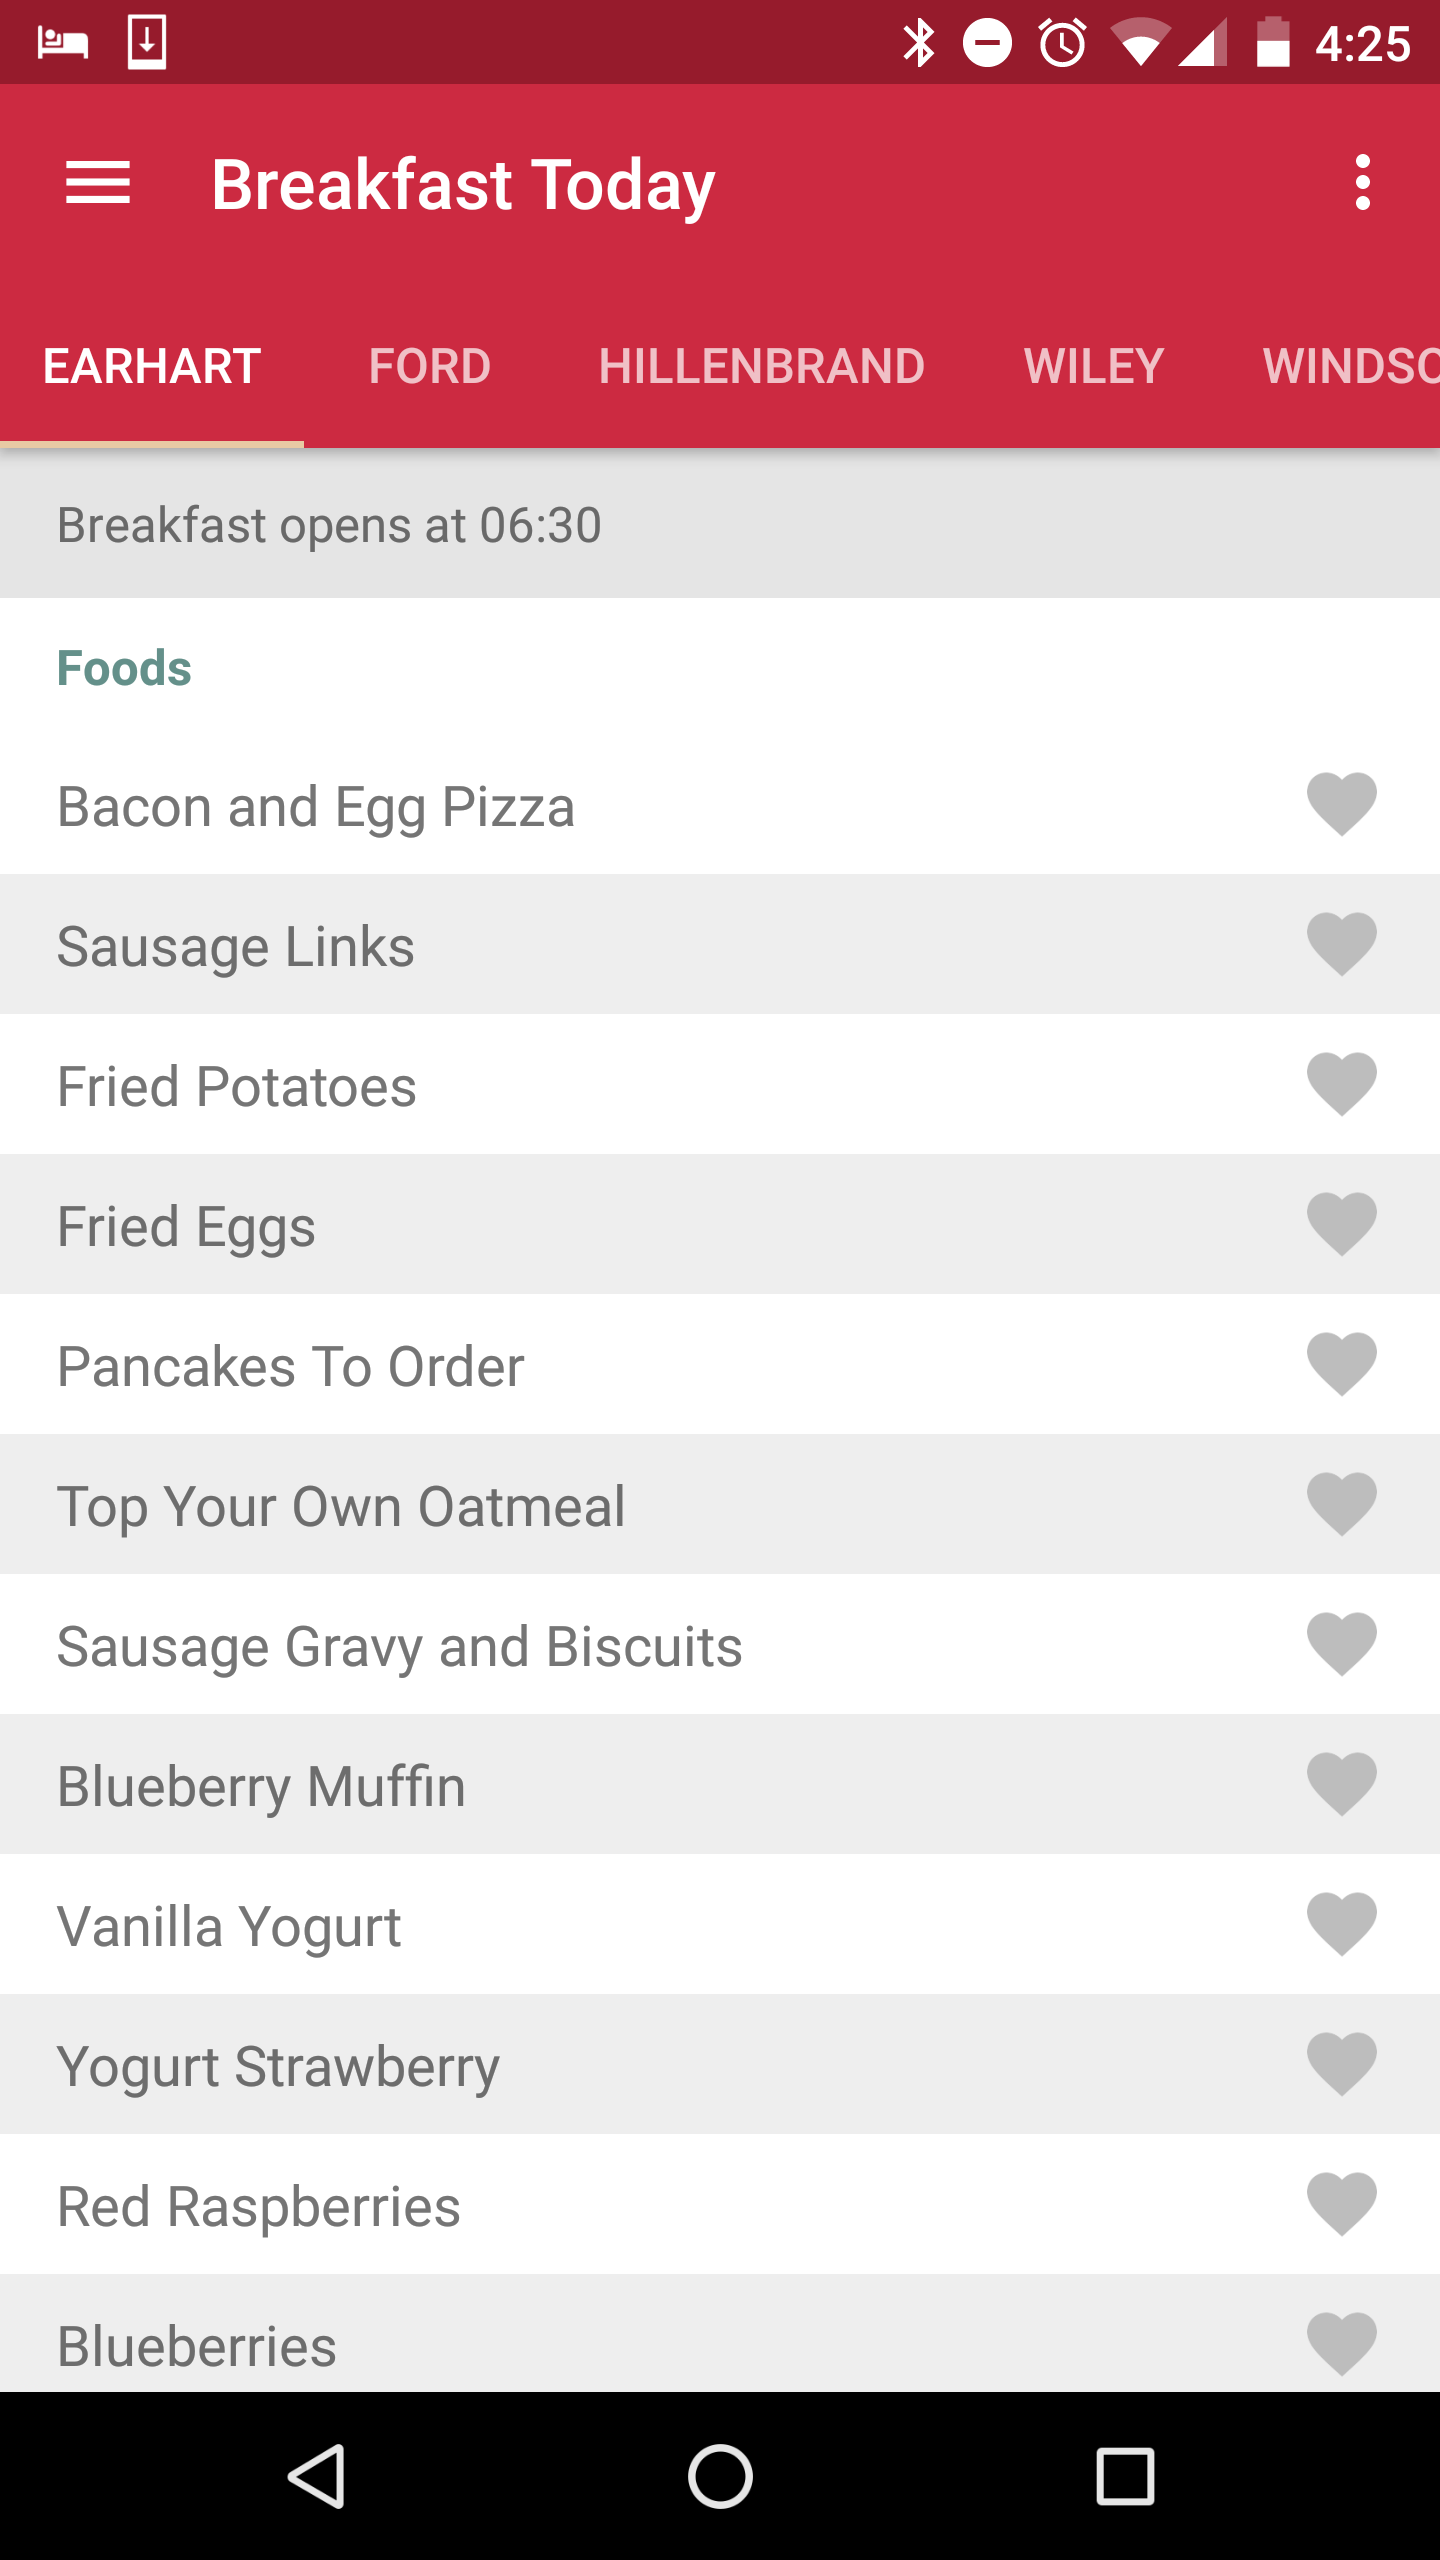 4:25
Breakfast Today
EARHART FORD HILLENBRAND WILEY WINDSO
Breakfast opens at 06:30
Foods
Bacon and Egg Pizza
Sausage Links
Fried Potatoes
Fried Eggs
Pancakes To Order
Top Your Own Oatmeal
Sausage Gravy and Biscuits
Blueberry Muffin
Vanilla Yogurt
Yogurt Strawberry
Red Raspberries
Blueberries